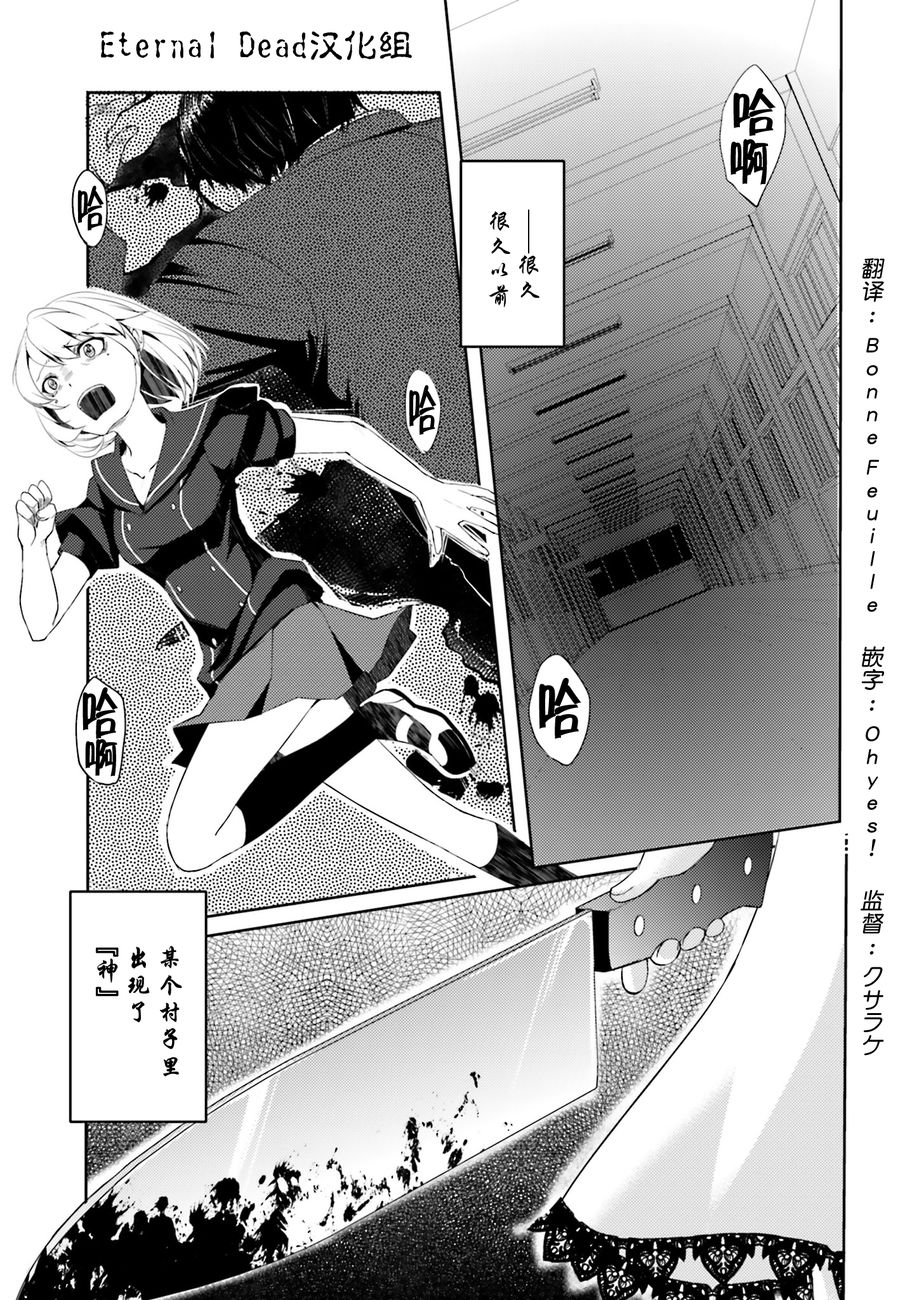 Eternal Dead汉化组
哈啊
——很久
很久以前
哈
哈
哈
哈啊
某个村子里
出现了
『神』
翻译：Bonne Feuille 嵌字：Ohyes! 监督：クサラケ